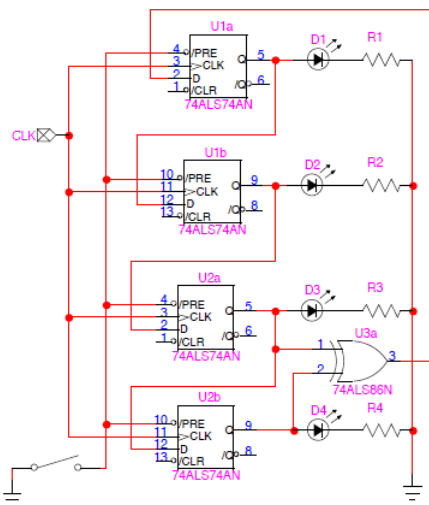 U1a
D1
R1
4 /PRE 5
3 CLK Q
2 D
1 /CLR /Q 6
74ALS74AN
CLK
U1b
D2
R2
10 /PRE 9
11 CLK Q
12 D
13 /CLR /Q 8
74ALS74AN
U2a
D3
R3
4 /PRE 5
3 CLK Q
2 D
1 /CLR /Q 6
74ALS74AN
U3a
1
2
3
74ALS86N
U2b
D4
R4
10 /PRE 9
11 CLK Q
12 D
13 /CLR /Q 8
74ALS74AN